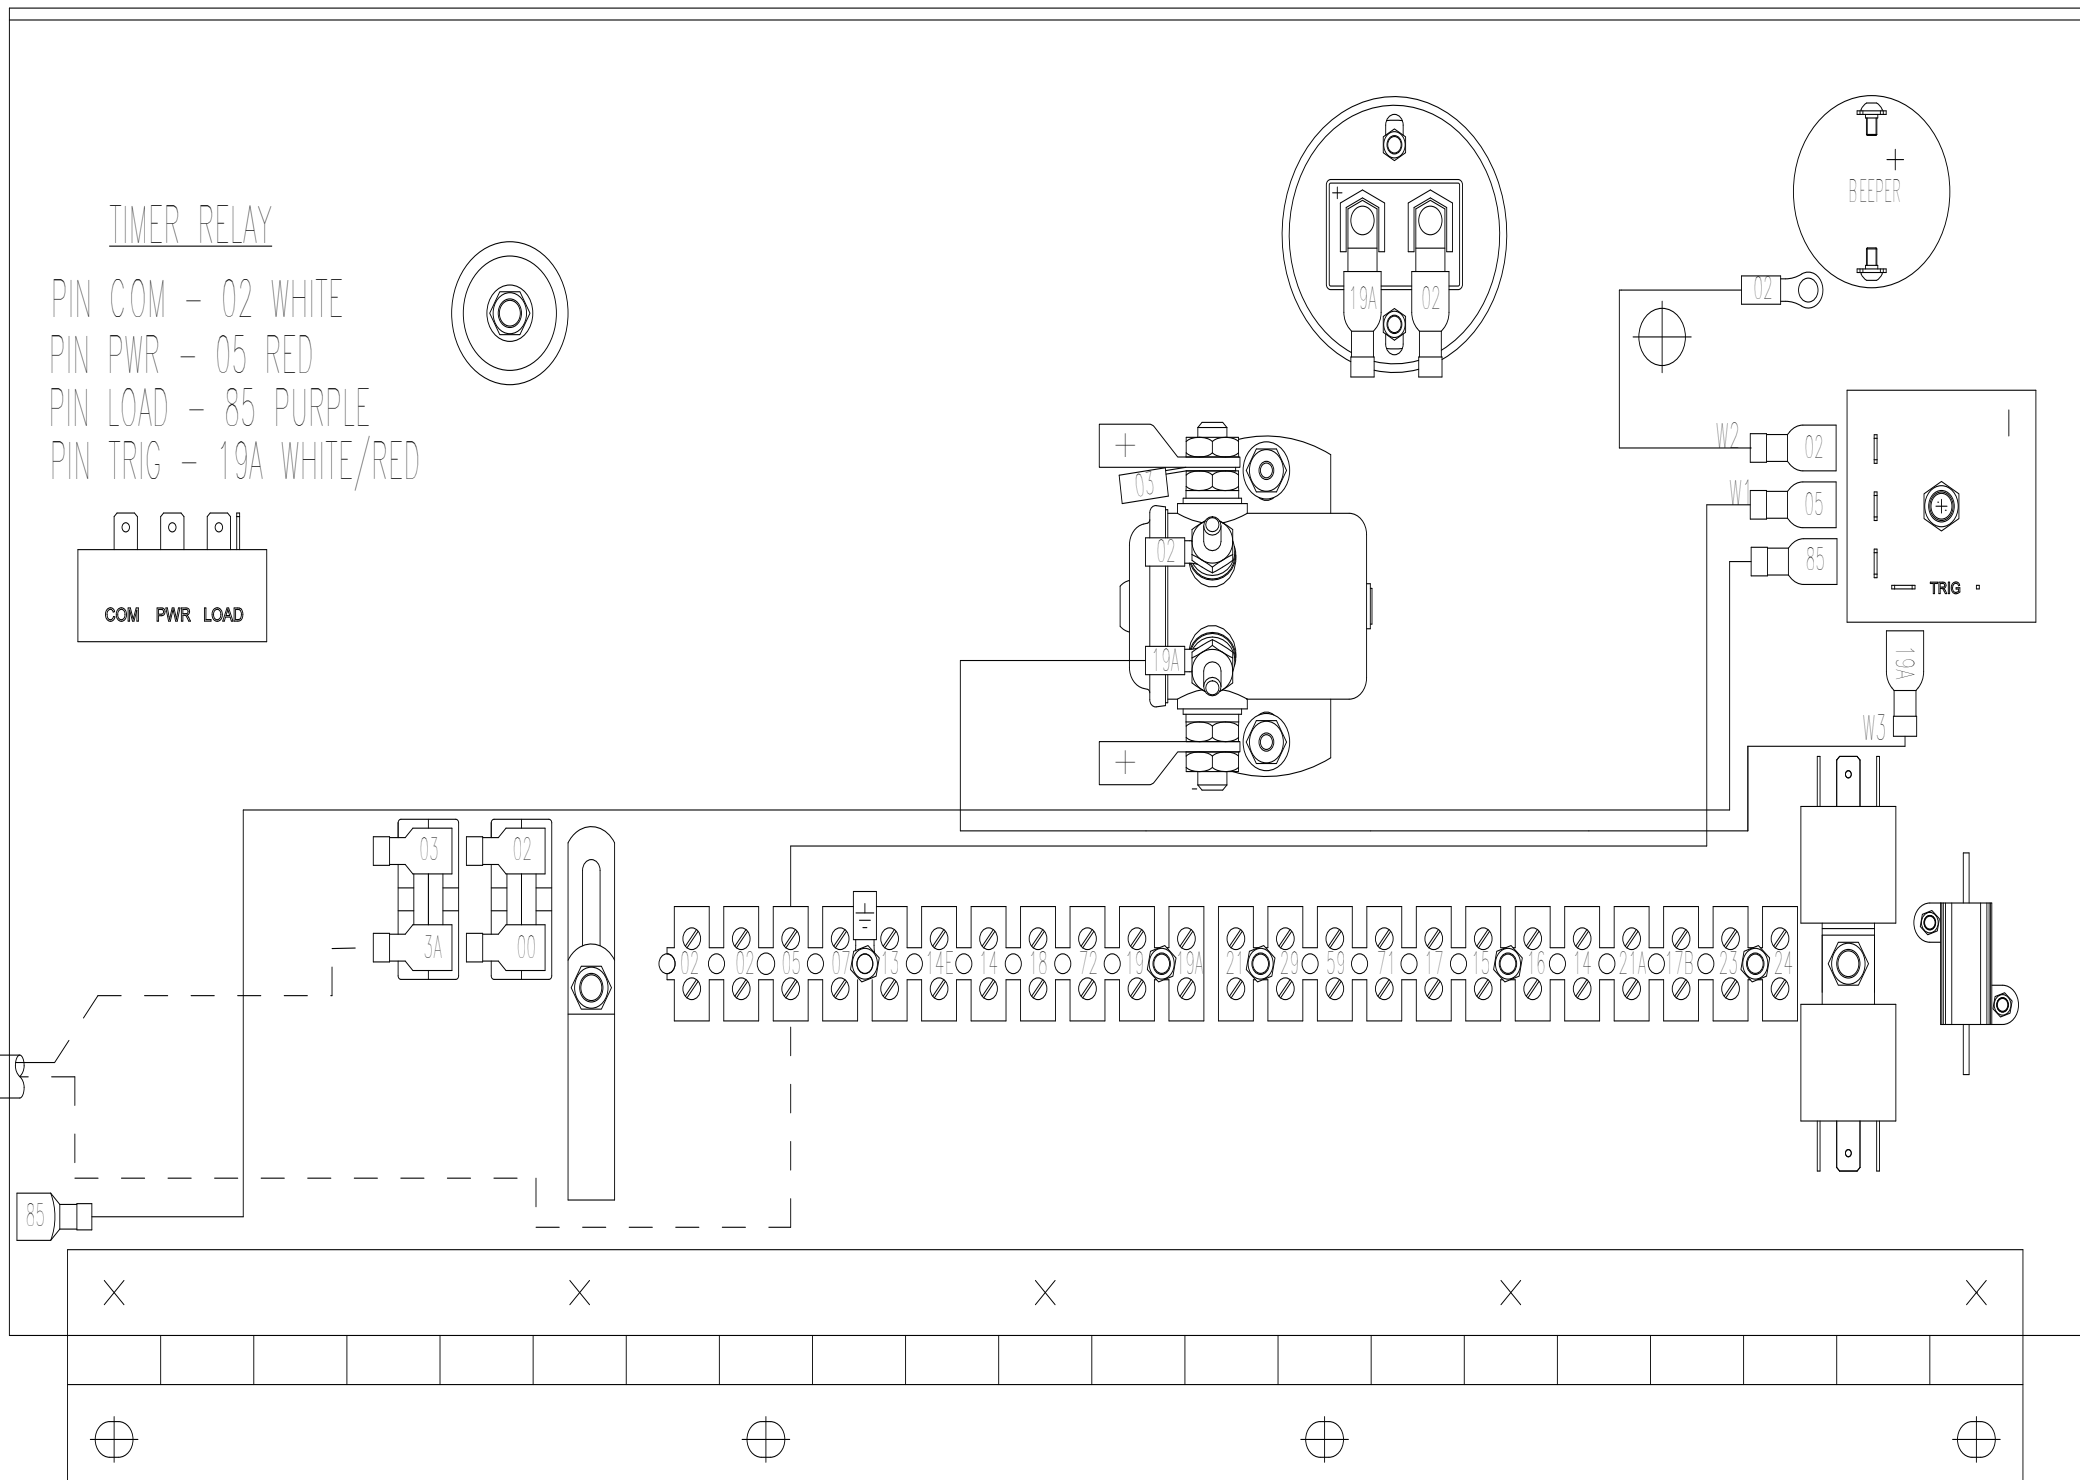 TIMER RELAY
PIN COM - 02 WHITE
PIN PWR - 05 RED
PIN LOAD - 85 PURPLE
PIN TRIG - 19A WHITE/RED
COM PWR LOAD
+
19A 02
+
BEEPER
02
+
03
02
19A
+
W2 02
W1 05
85
TRIG
19A
W3
03 02
3A 00
02 02 05 07 13 14E 14 18 72 19 19A 21 29 59 71 17 15 16 14 21A 17B 23 24
85